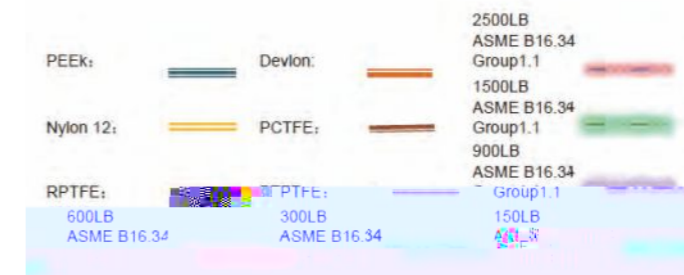 2500LB
ASME B16.34
PEEk: Devlon: Group1.1
1500LB
ASME B16.34
Nylon 12: PCTFE: Group1.1
900LB
ASME B16.34
RPTFE: PTFE: Group1.1
600LB 300LB 150LB
ASME B16.34 ASME B16.34